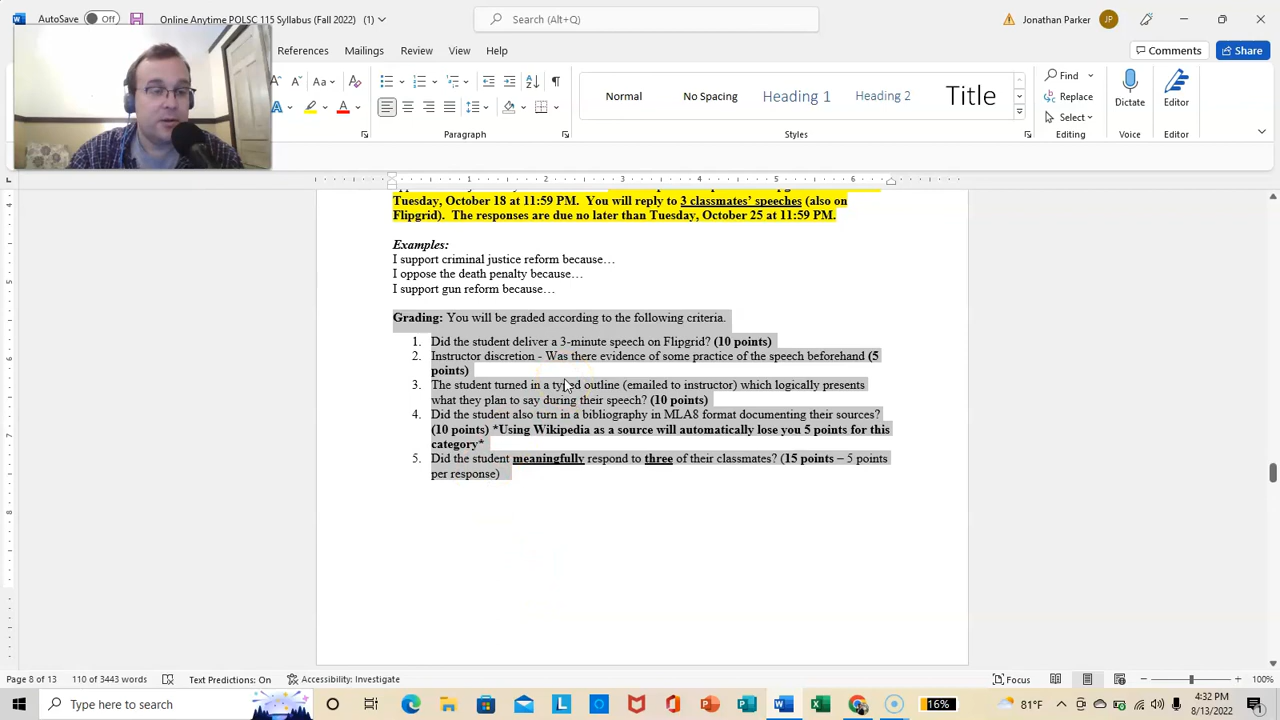 AutoSave Off
Online Anytime POLSC 115 Syllabus (Fall 2022) (1)
Search (Alt+Q)
Jonathan Parker
JP
References Mailings Review View Help
Comments
Share
Aa
Normal
No Spacing
Heading 1
Heading 2
Title
Find
Replace
Select
Dictate
Editor
Paragraph
Styles
Editing
Voice
Editor
1 2 3 4 5 6
Tuesday, October 18 at 11:59 PM. You will reply to 3 classmates' speeches (also on
Flipgrid). The responses are due no later than Tuesday, October 25 at 11:59 PM.
Examples:
I support criminal justice reform because…
I oppose the death penalty because…
I support gun reform because…
Grading: You will be graded according to the following criteria.
1. Did the student deliver a 3-minute speech on Flipgrid? (10 points)
2. Instructor discretion - Was there evidence of some practice of the speech beforehand (5
points)
3. The student turned in a typed outline (emailed to instructor) which logically presents
what they plan to say during their speech? (10 points)
4. Did the student also turn in a bibliography in MLA8 format documenting their sources?
(10 points) *Using Wikipedia as a source will automatically lose you 5 points for this
category*
5. Did the student meaningfully respond to three of their classmates? (15 points – 5 points
per response)
Page 8 of 13
110 of 3443 words
Text Predictions: On
Accessibility: Investigate
Focus
100%
Type here to search
16%
81°F
4:32 PM
8/13/2022